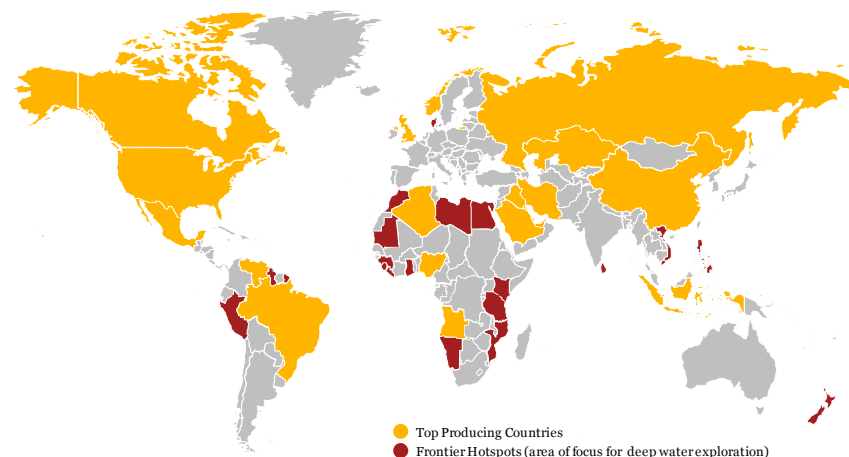 Top Producing Countries
Frontier Hotspots (area of focus for deep water exploration)